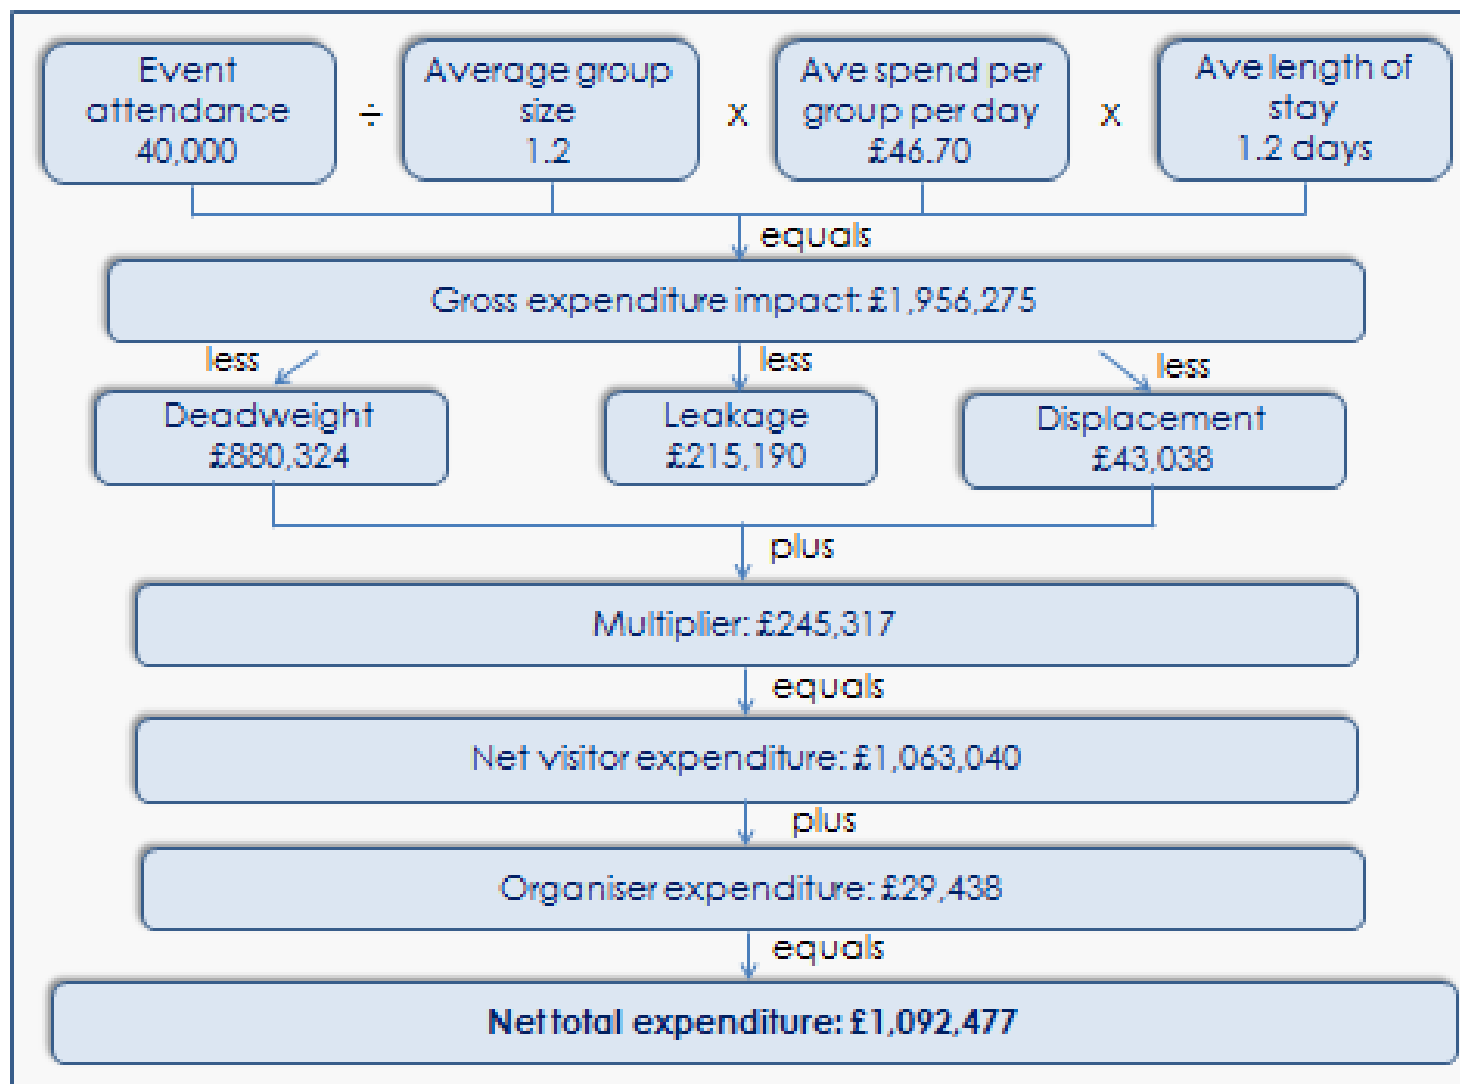 Event
attendance
40,000
÷
Average group
size
1.2
x
Ave spend per
group per day
£46.70
x
Ave length of
stay
1.2 days
equals
Gross expenditure impact: £1,956,275
less
less
less
Deadweight
£880,324
Leakage
£215,190
Displacement
£43,038
plus
Multiplier: £245,317
equals
Net visitor expenditure: £1,063,040
plus
Organiser expenditure: £29,438
equals
Net total expenditure: £1,092,477